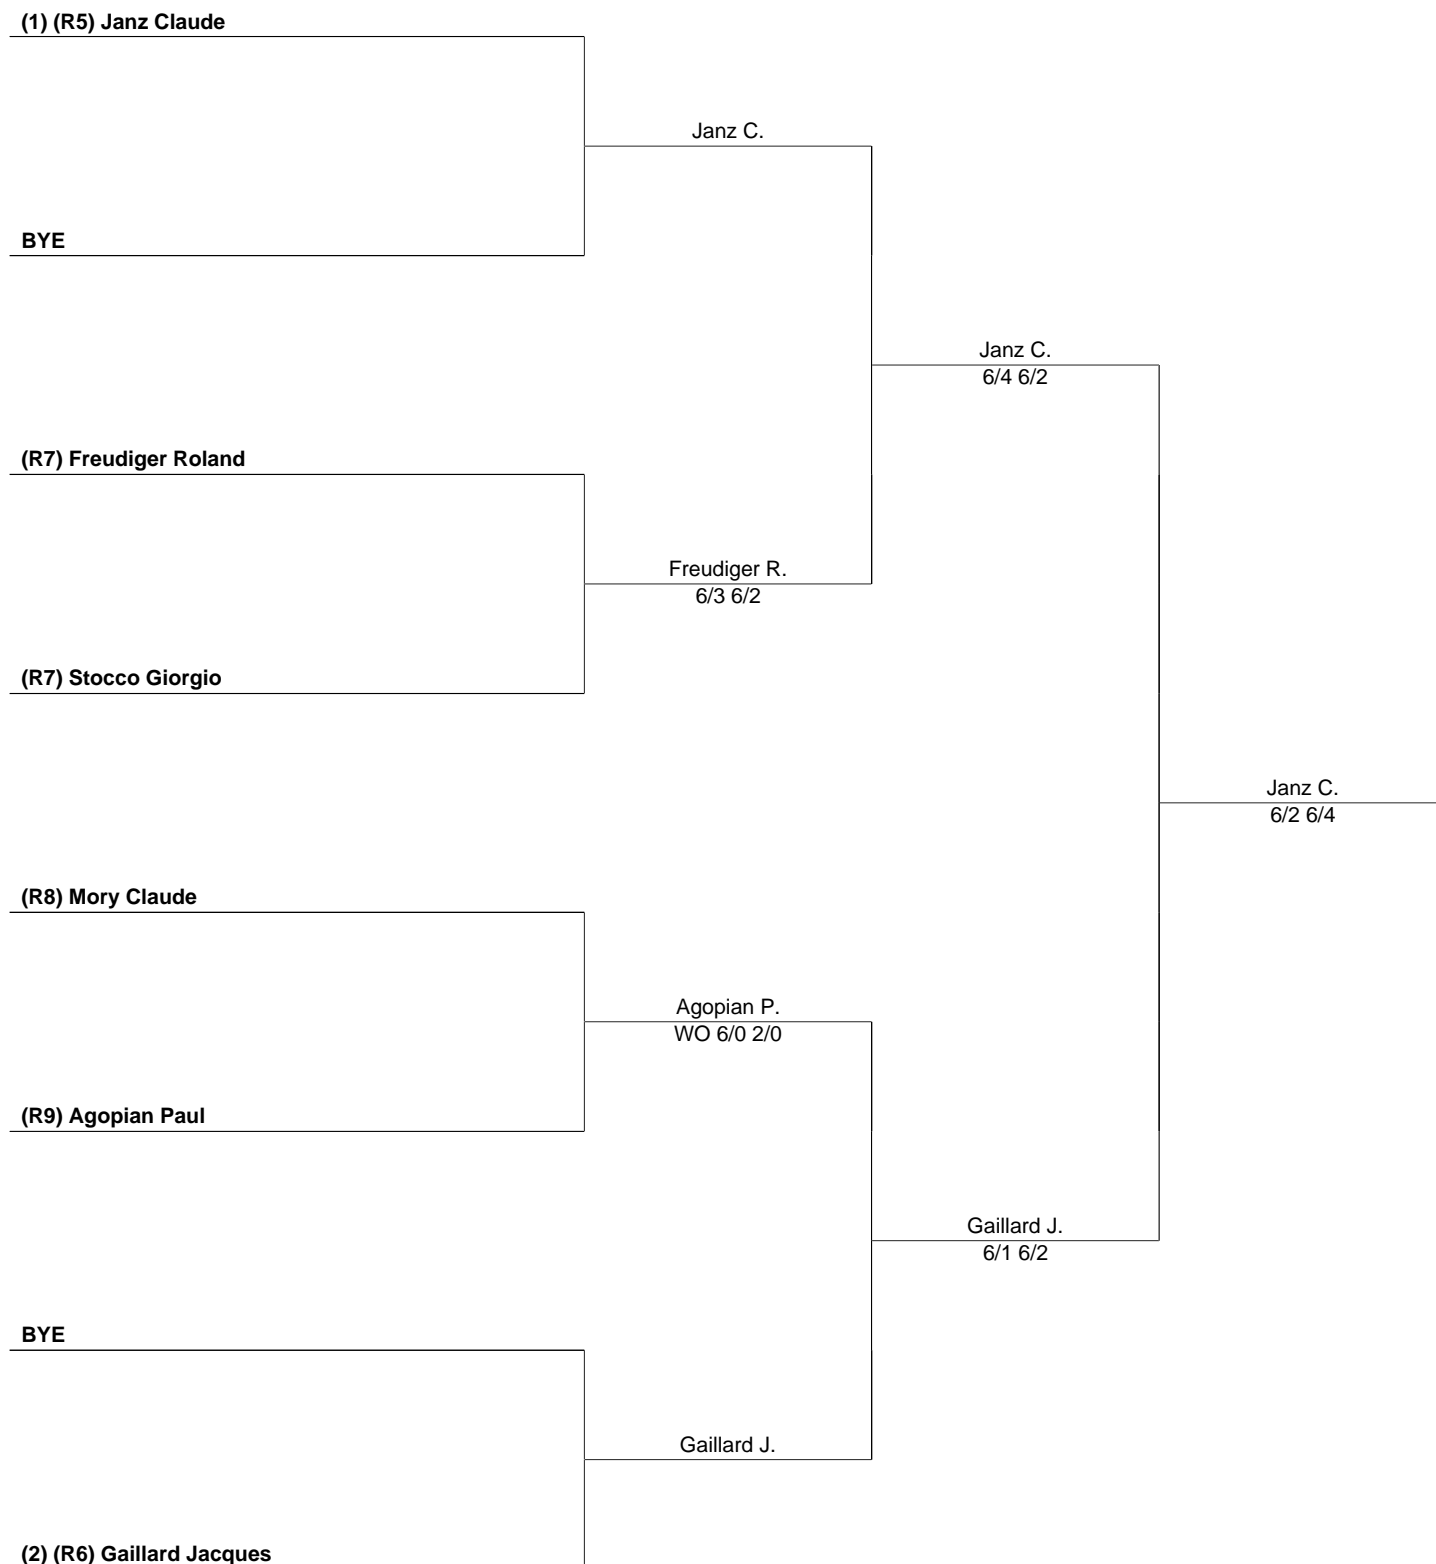 (1) (R5) Janz Claude
Janz C.
BYE
Janz C.
6/4 6/2
(R7) Freudiger Roland
Freudiger R.
6/3 6/2
(R7) Stocco Giorgio
Janz C.
6/2 6/4
(R8) Mory Claude
Agopian P.
WO 6/0 2/0
(R9) Agopian Paul
Gaillard J.
6/1 6/2
BYE
Gaillard J.
(2) (R6) Gaillard Jacques